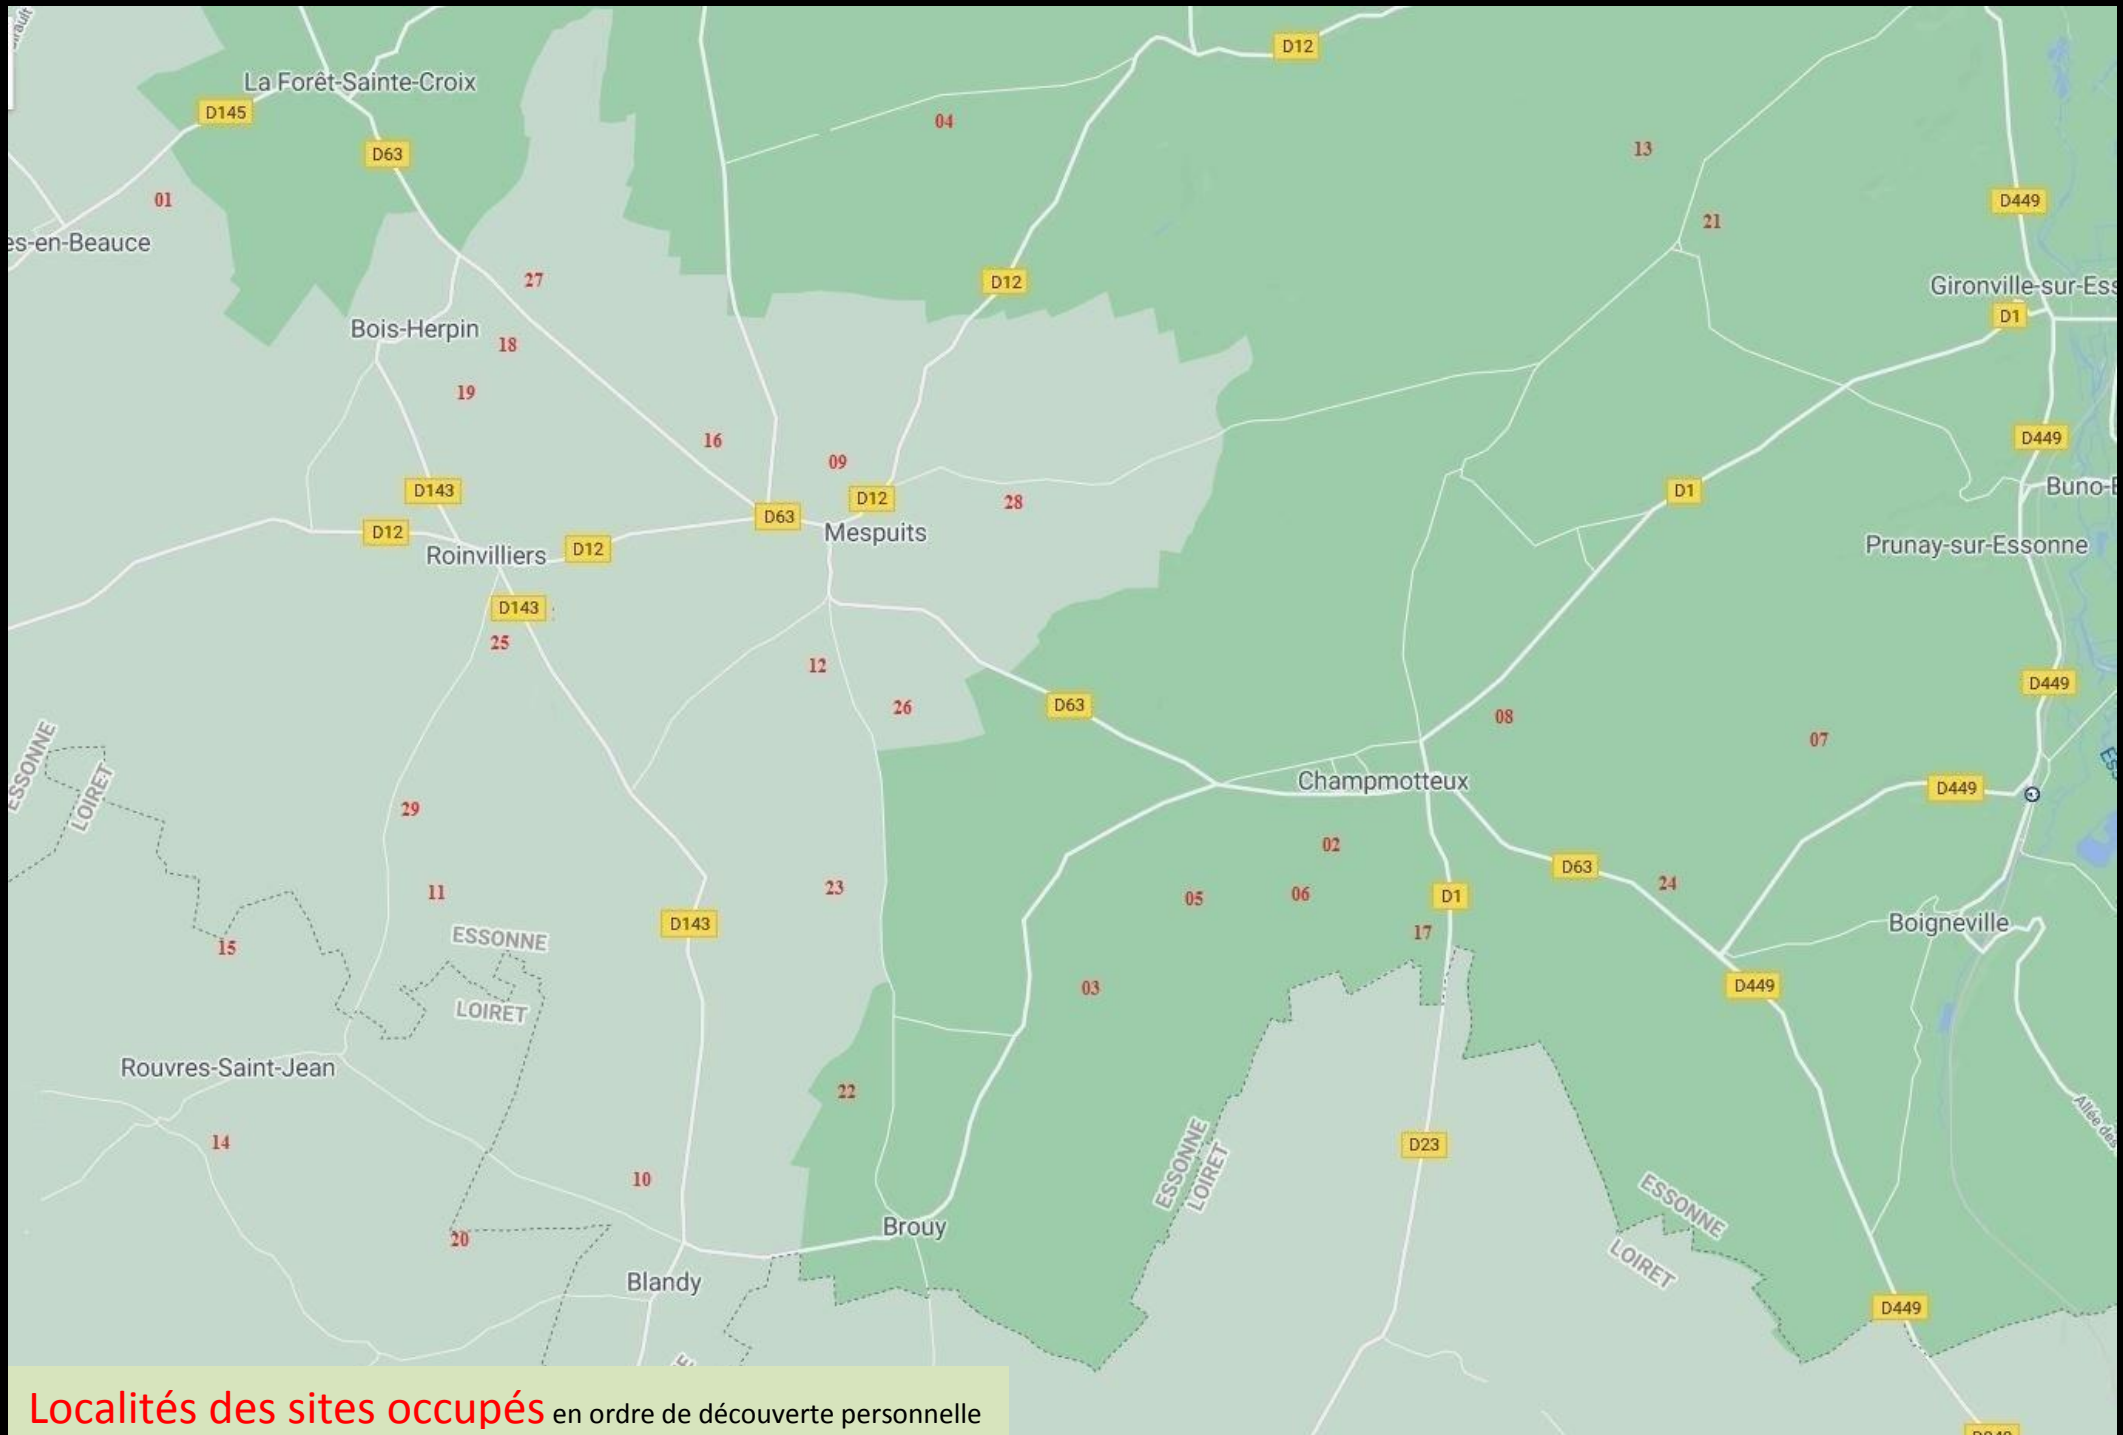 D12
La Forêt-Sainte-Croix
D145
04
D63
13
01
D449
21
es-en-Beauce
27
D12
Gironville-sur-Ess
D1
Bois-Herpin
18
19
16
D449
09
D143
D1
Buno-B
D12
28
D63
D12
Mespuits
Prunay-sur-Essonne
D12
Roinvilliers
D143
25
12
D449
26
D63
08
07
ESSONNE
LOIRET
Champmotteux
D449
29
02
D63
24
23
11
05
06
D1
Boigneville
D143
17
ESSONNE
15
03
D449
LOIRET
Rouvres-Saint-Jean
22
Allée des
14
D23
ESSONNE
LOIRET
10
ESSONNE
Brouy
20
LOIRET
Blandy
D449
Localités des sites occupés en ordre de découverte personnelle